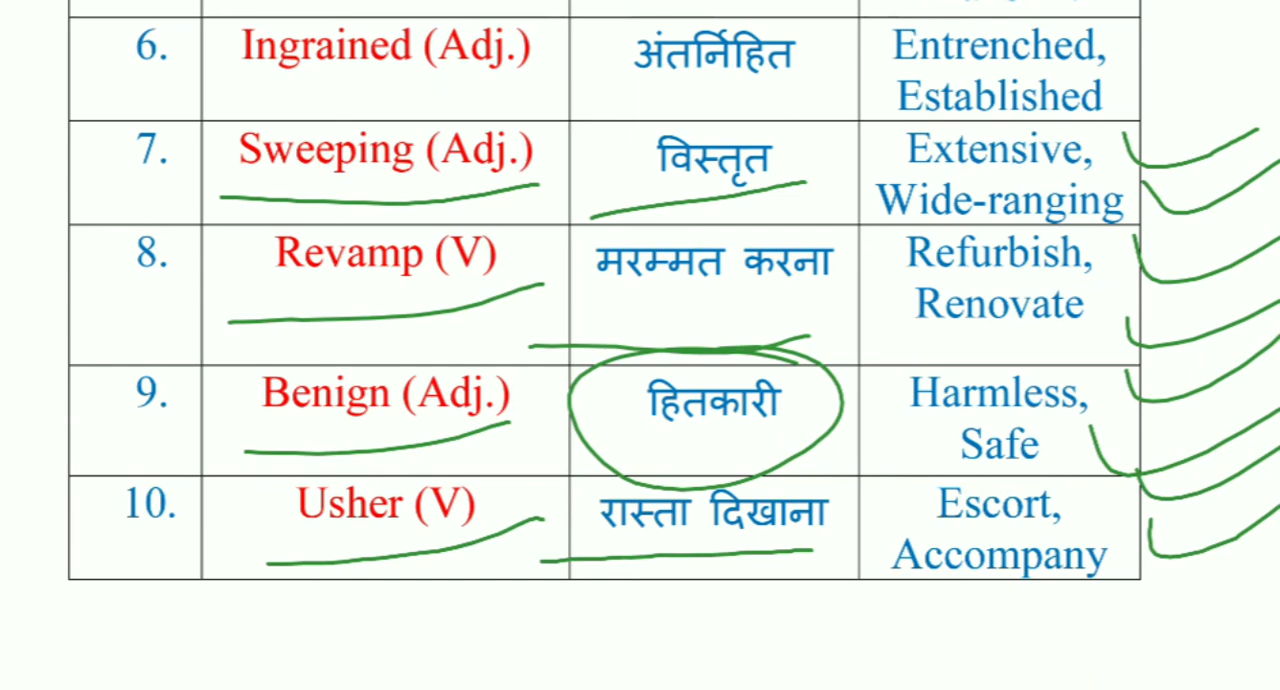 6. Ingrained (Adj.) अंतर्निहित Entrenched,
Established
7. Sweeping (Adj.) विस्तृत Extensive,
Wide-ranging
8. Revamp (V) मरम्मत करना Refurbish,
Renovate
9. Benign (Adj.) हितकारी Harmless,
Safe
10. Usher (V) रास्ता दिखाना Escort,
Accompany